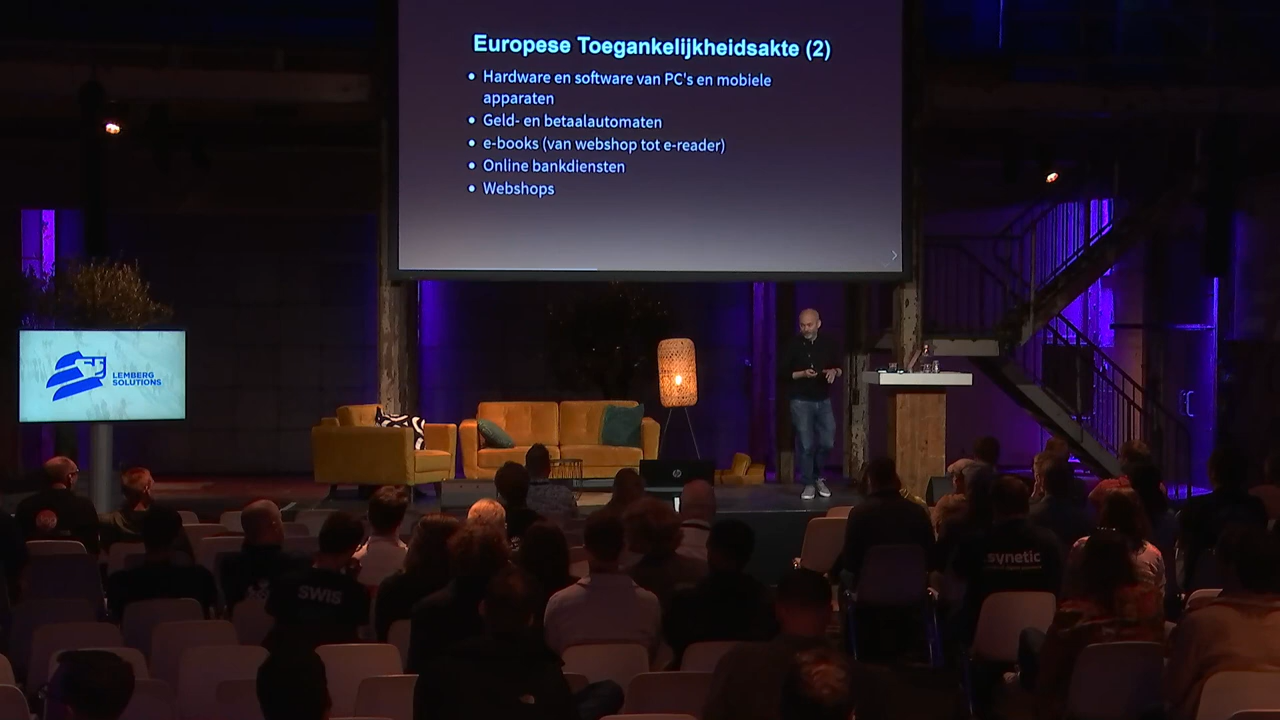 Europese Toegankelijkheidsakte (2)
• Hardware en software van PC's en mobiele
apparaten
• Geld- en betaalautomaten
• e-books (van webshop tot e-reader)
• Online bankdiensten
• Webshops
LEMBERG
SOLUTIONS
hp
SWIS
synetic